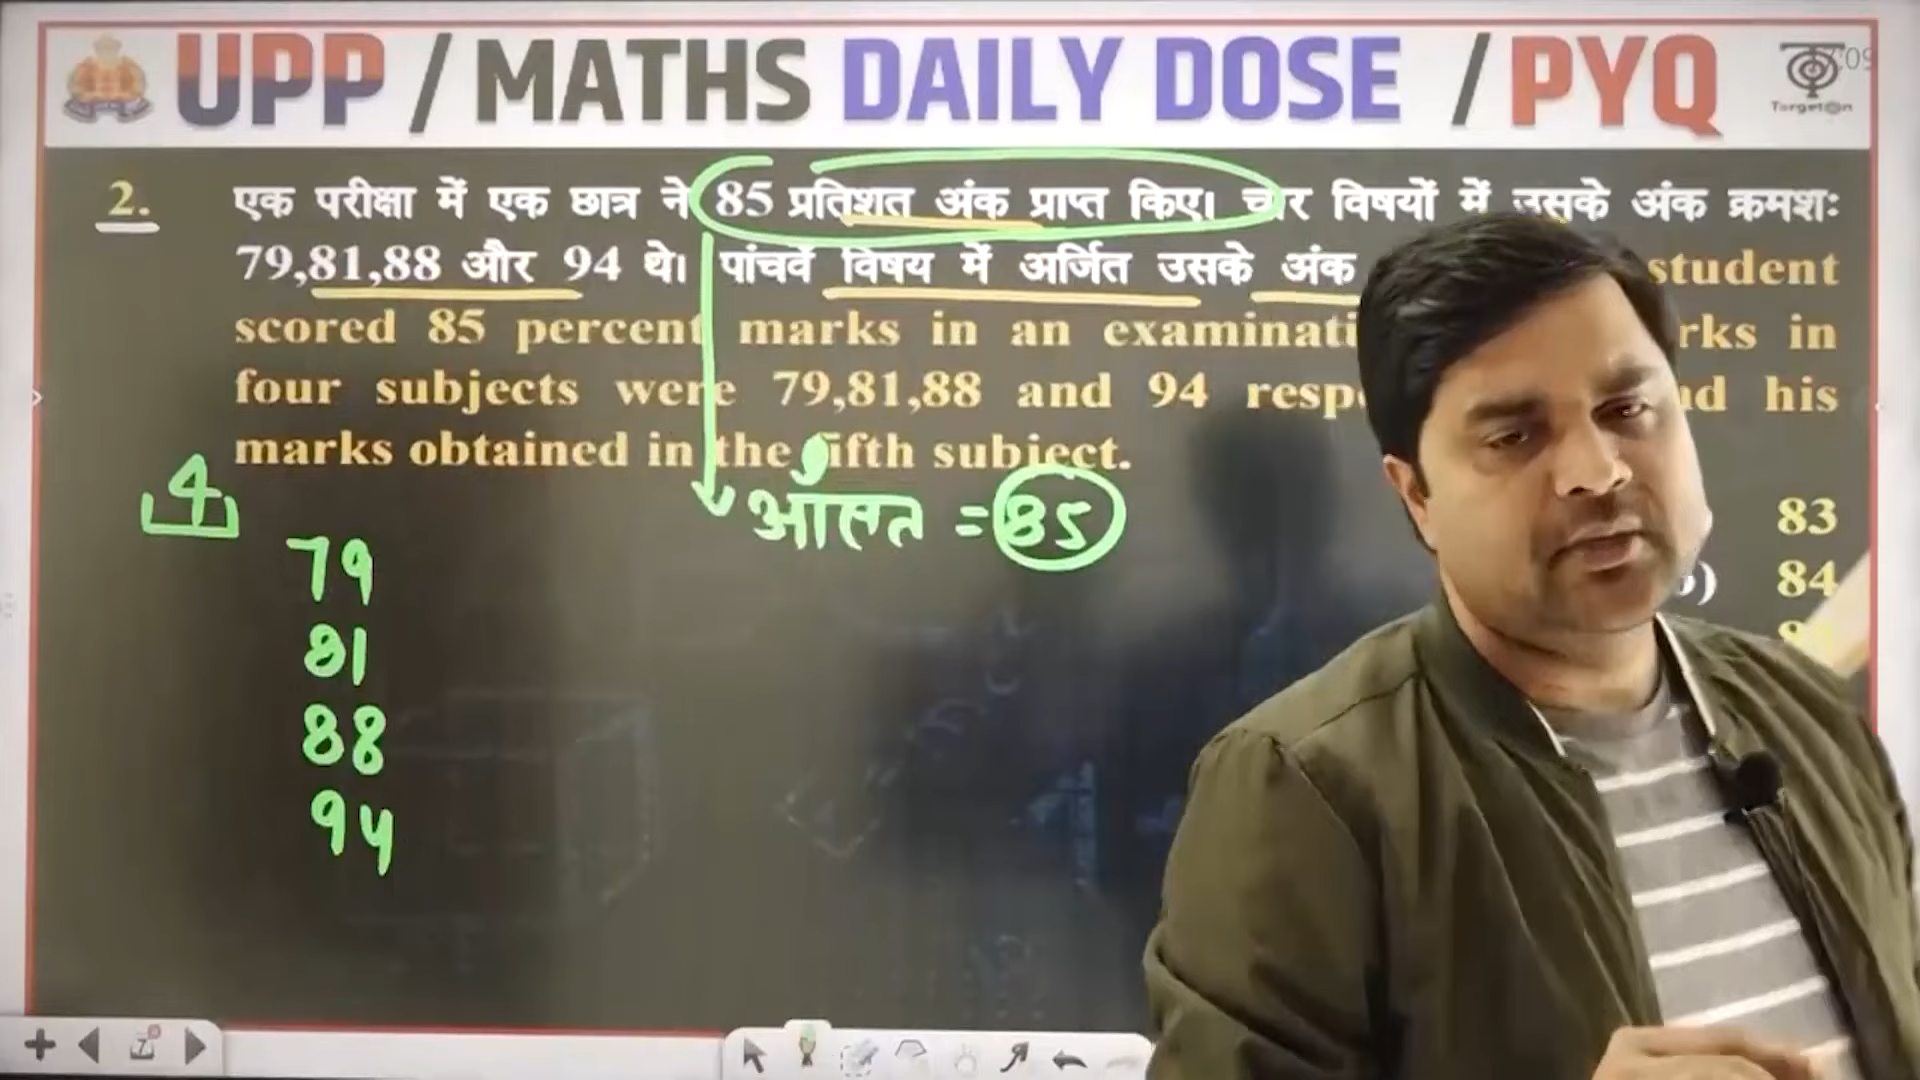 UPP / MATHS DAILY DOSE / PYQ
Target@n
2. एक परीक्षा में एक छात्र ने 85 प्रतिशत अंक प्राप्त किए। चार विषयों में उसके अंक क्रमशः
79,81,88 और 94 थे। पांचवें विषय में अर्जित उसके अंक student
scored 85 percent marks in an examinati rks in
four subjects were 79,81,88 and 94 resp nd his
marks obtained in the fifth subject.
4
औसत = 85
83
84
79
81
88
94
7